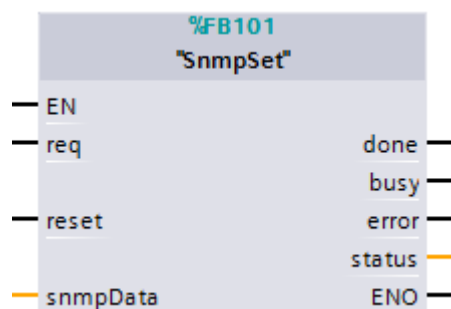 %FB101
"SnmpSet"
EN
req done
busy
reset error
status
snmpData ENO